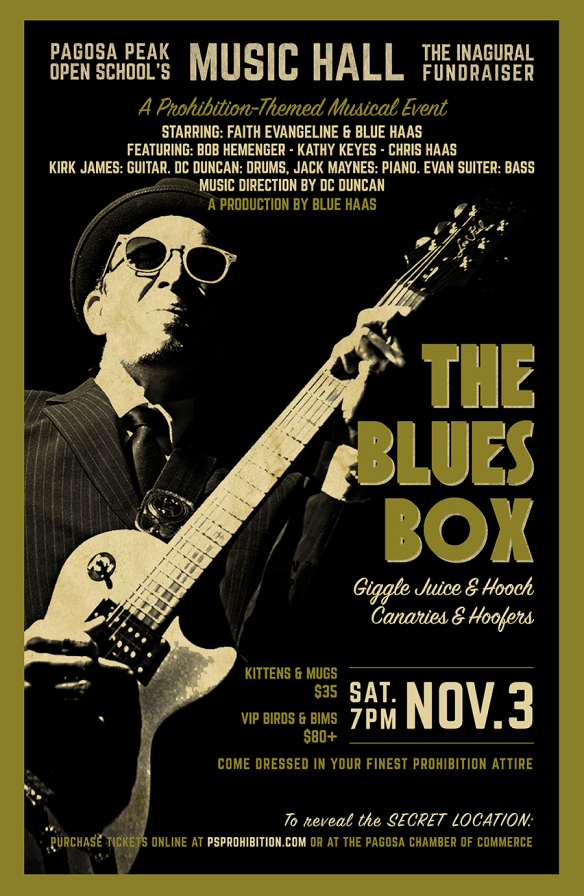 PAGOSA PEAK
OPEN SCHOOL'S
MUSIC HALL
THE INAGURAL
FUNDRAISER
A Prohibition-Themed Musical Event
STARRING: FAITH EVANGELINE & BLUE HAAS
FEATURING: BOB HEMENGER - KATHY KEYES - CHRIS HAAS
KIRK JAMES: GUITAR. DC DUNCAN: DRUMS, JACK MAYNES: PIANO. EVAN SUITER: BASS
MUSIC DIRECTION BY DC DUNCAN
A PRODUCTION BY BLUE HAAS
THE
BLUES
BOX
Giggle Juice & Hooch
Canaries & Hoofers
KITTENS & MUGS
$35
VIP BIRDS & BIMS
$80+
SAT.
7PM
NOV.3
COME DRESSED IN YOUR FINEST PROHIBITION ATTIRE
To reveal the SECRET LOCATION:
PURCHASE TICKETS ONLINE AT PSPROHIBITION.COM OR AT THE PAGOSA CHAMBER OF COMMERCE